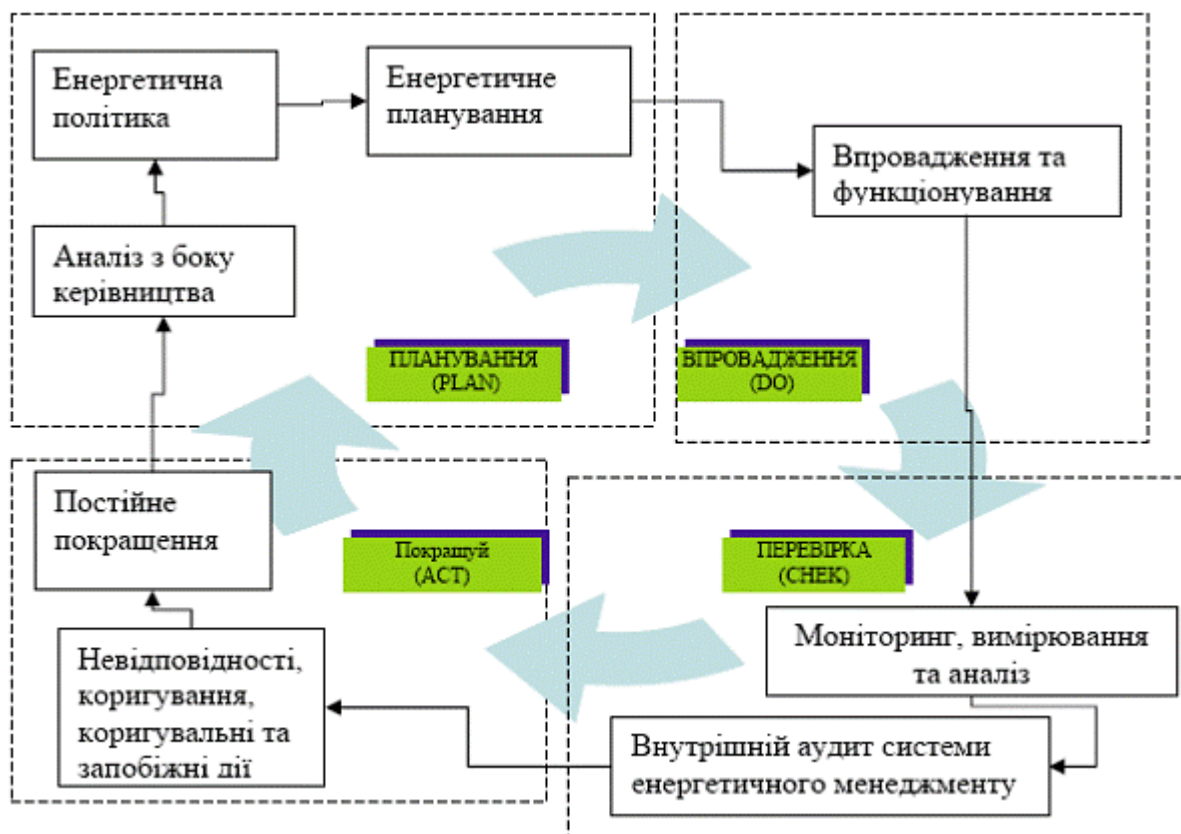 Енергетична
політика
Енергетичне
планування
Впровадження та
функціонування
Аналіз з боку
керівництва
ПЛАНУВАННЯ
(PLAN)
ВПРОВАДЖЕННЯ
(DO)
Постійне
покращення
Покращуй
(ACT)
ПЕРЕВІРКА
(CHEK)
Невідповідності,
коригування,
коригувальні та
запобіжні дії
Моніторинг, вимірювання
та аналіз
Внутрішній аудит системи
енергетичного менеджменту